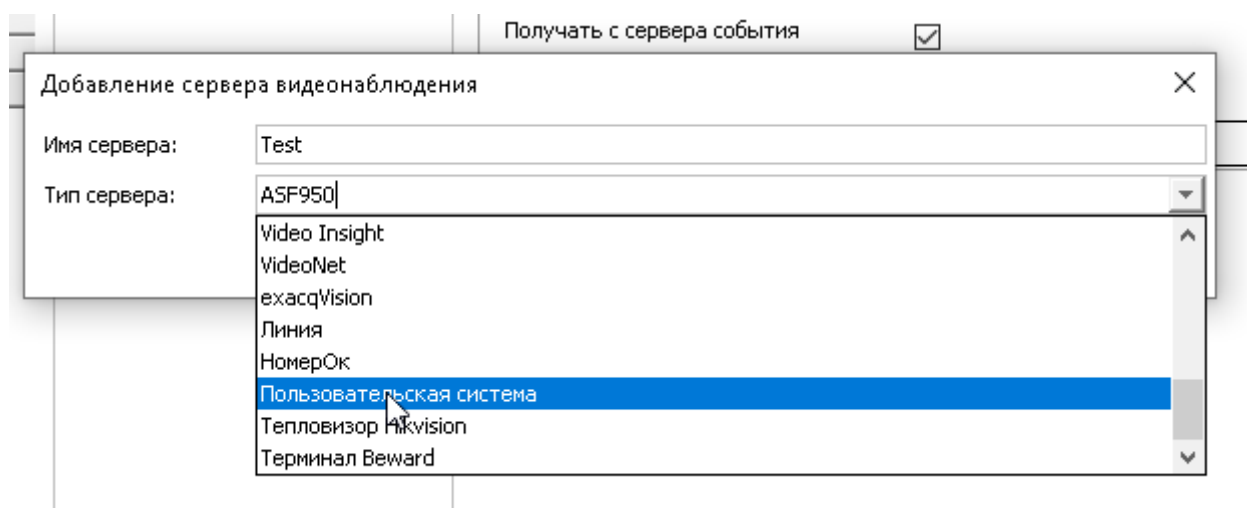 Получать с сервера события
Добавление сервера видеонаблюдения
Имя сервера: Test
Тип сервера: ASF950
Video Insight
VideoNet
exacqVision
Линия
НомерОк
Пользовательская система
Тепловизор Hikvision
Терминал Beward